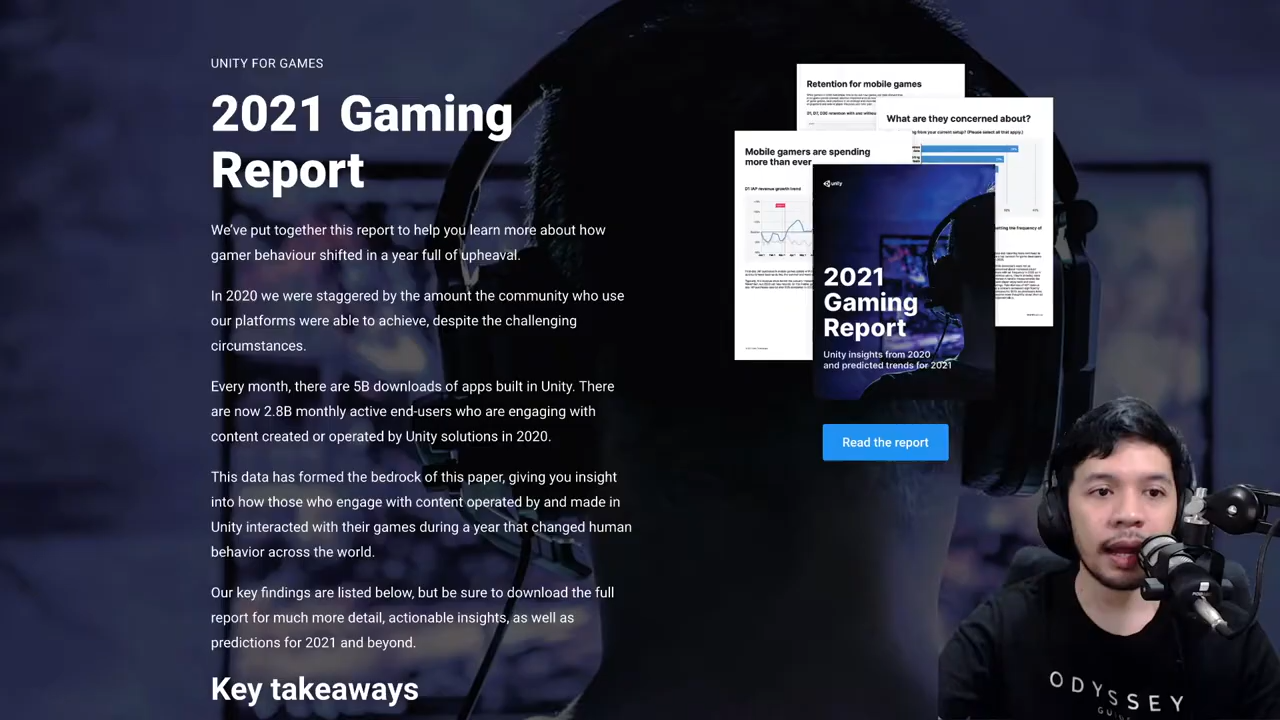 UNITY FOR GAMES
2021 Gaming
Report
We've put together this report to help you learn more about how
gamer behaviour shifted in a year full of upheaval.
In 2020, we were inspired by what the amazing community who use
our platforms were able to achieve, despite the challenging
circumstances.
Every month, there are 5B downloads of apps built in Unity. There
are now 2.8B monthly active end-users who are engaging with
content created or operated by Unity solutions in 2020.
This data has formed the bedrock of this paper, giving you insight
into how those who engage with content operated by and made in
Unity interacted with their games during a year that changed human
behavior across the world.
Our key findings are listed below, but be sure to download the full
report for much more detail, actionable insights, as well as
predictions for 2021 and beyond.
Key takeaways
Retention for mobile games
What are they concerned about?
Mobile gamers are spending
more than ever
D1 IAP revenue growth trend
unity
2021
Gaming
Report
Unity insights from 2020
and predicted trends for 2021
Read the report
ODYSSEY